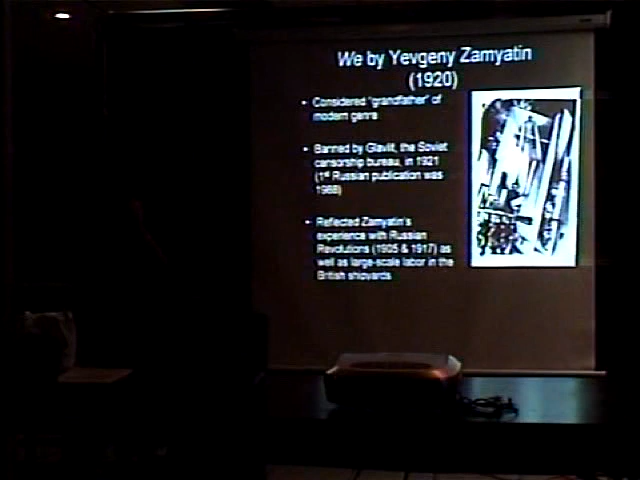 We by Yevgeny Zamyatin
(1920)
• Considered "grandfather" of
modern genre
• Banned by Glavlit, the Soviet
censorship bureau, in 1921
(1st Russian publication was
1988)
• Reflected Zamyatin's
experience with Russian
Revolutions (1905 & 1917) as
well as large-scale labor in the
British shipyards